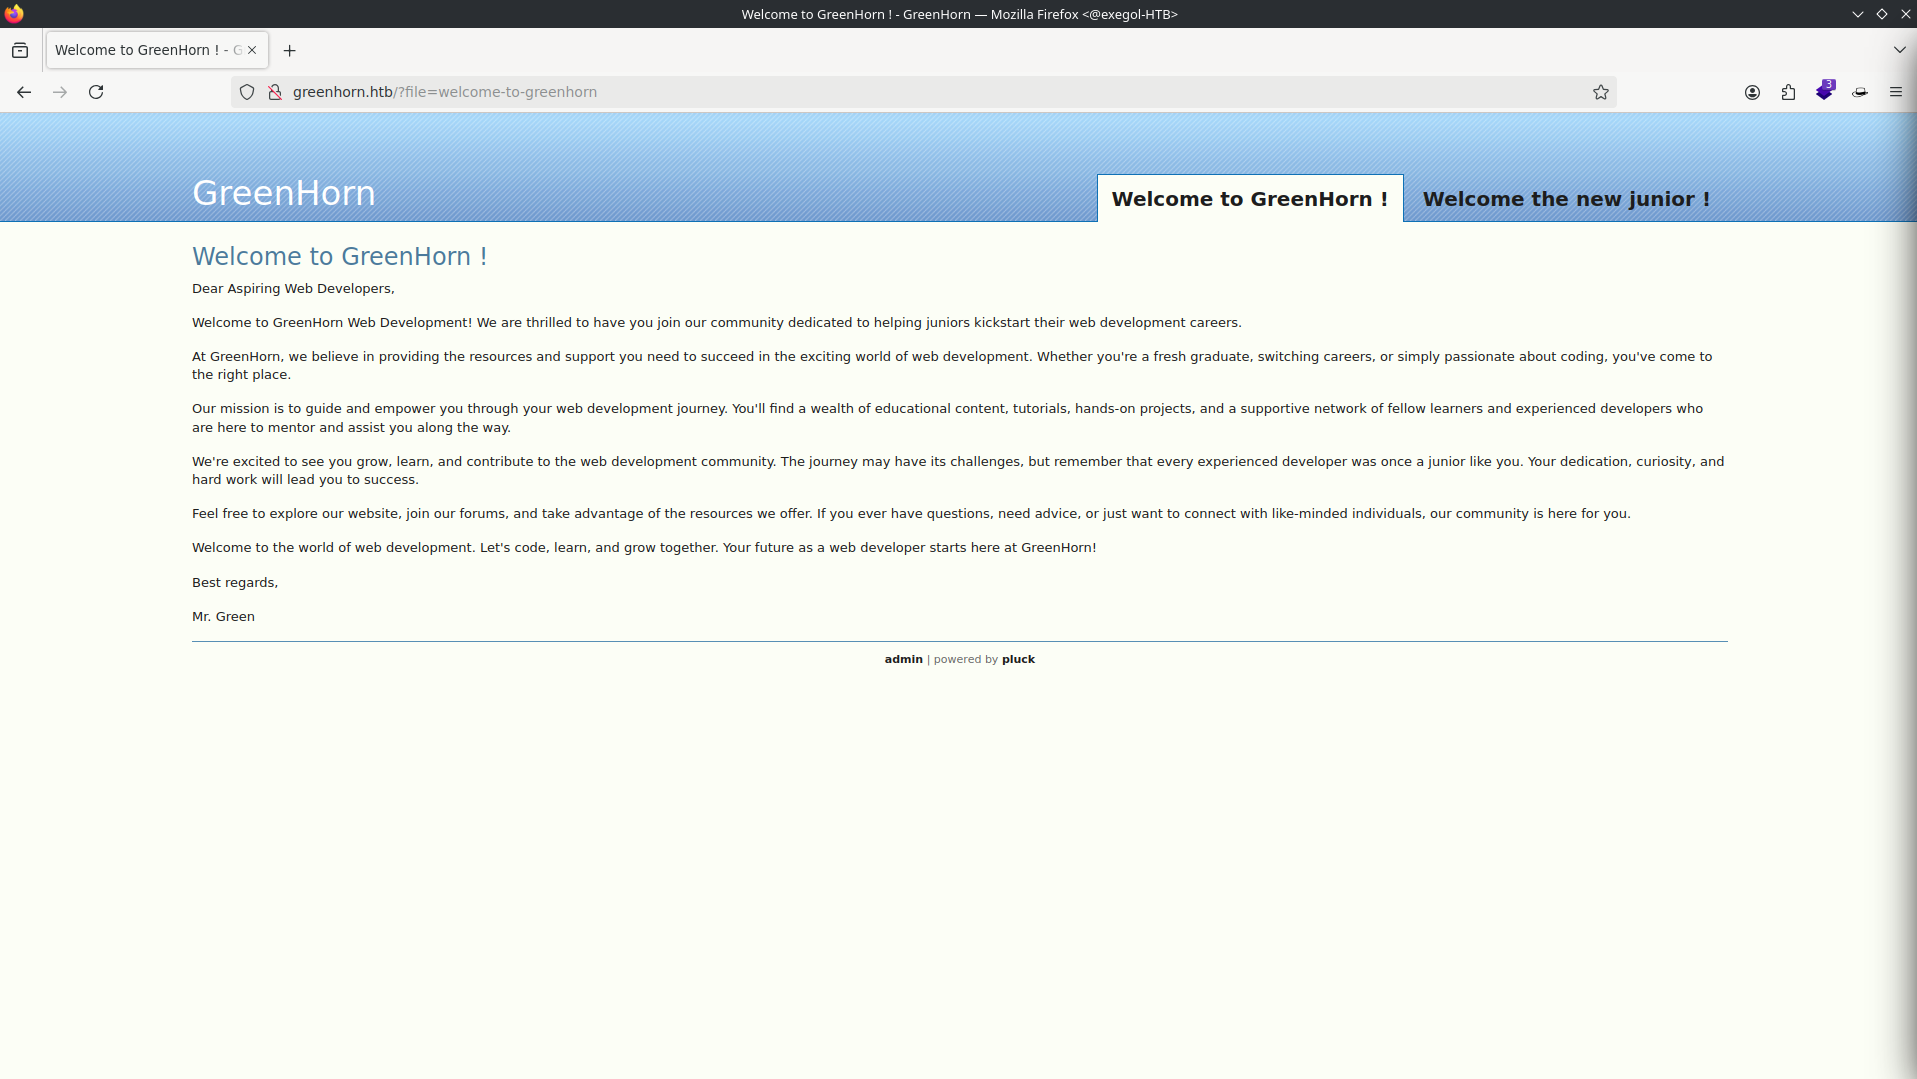 Welcome to GreenHorn ! - GreenHorn — Mozilla Firefox <@exegol-HTB>
Welcome to GreenHorn ! - G
greenhorn.htb/?file=welcome-to-greenhorn
3
GreenHorn
Welcome to GreenHorn !
Welcome the new junior !
Welcome to GreenHorn !
Dear Aspiring Web Developers,
Welcome to GreenHorn Web Development! We are thrilled to have you join our community dedicated to helping juniors kickstart their web development careers.
At GreenHorn, we believe in providing the resources and support you need to succeed in the exciting world of web development. Whether you're a fresh graduate, switching careers, or simply passionate about coding, you've come to
the right place.
Our mission is to guide and empower you through your web development journey. You'll find a wealth of educational content, tutorials, hands-on projects, and a supportive network of fellow learners and experienced developers who
are here to mentor and assist you along the way.
We're excited to see you grow, learn, and contribute to the web development community. The journey may have its challenges, but remember that every experienced developer was once a junior like you. Your dedication, curiosity, and
hard work will lead you to success.
Feel free to explore our website, join our forums, and take advantage of the resources we offer. If you ever have questions, need advice, or just want to connect with like-minded individuals, our community is here for you.
Welcome to the world of web development. Let's code, learn, and grow together. Your future as a web developer starts here at GreenHorn!
Best regards,
Mr. Green
admin | powered by pluck